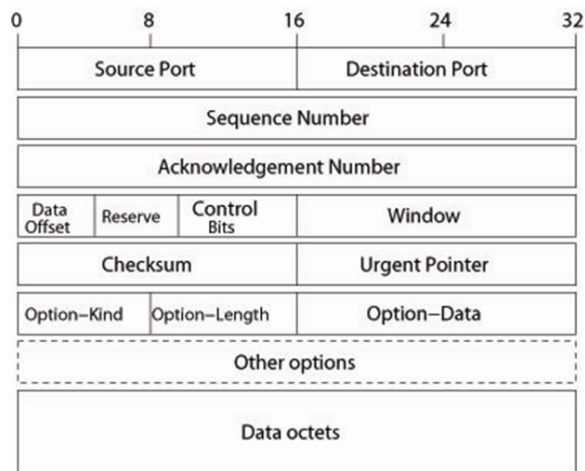 0 8 16 24 32
Source Port Destination Port
Sequence Number
Acknowledgement Number
Data Offset Reserve Control Bits Window
Checksum Urgent Pointer
Option–Kind Option–Length Option–Data
Other options
Data octets